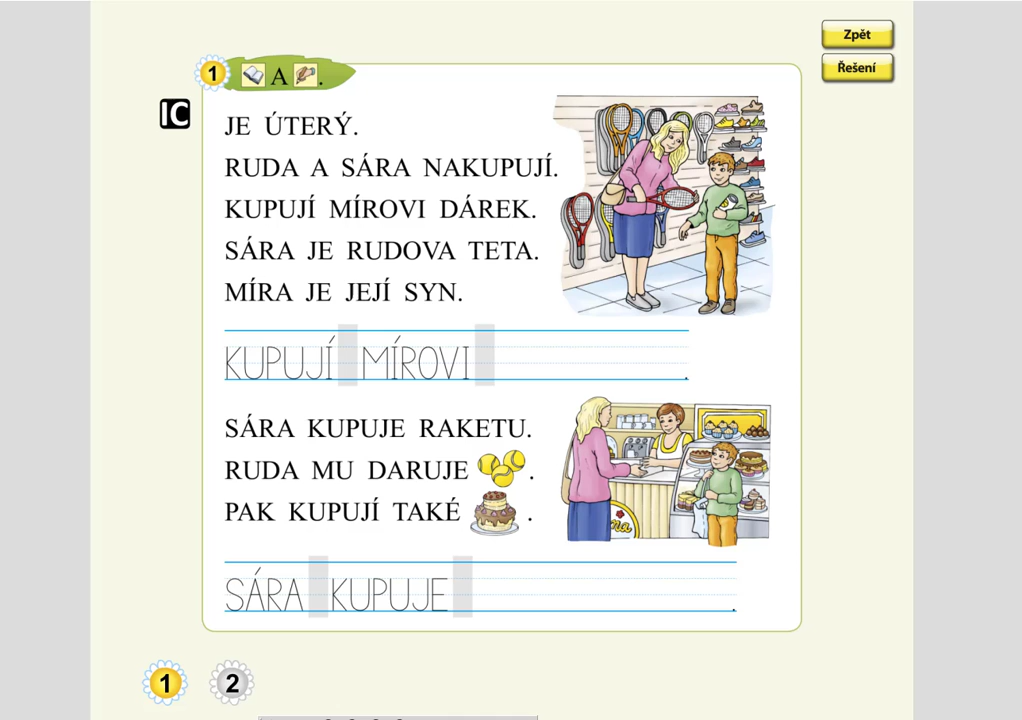 Zpět
Řešení
1 A .
IC
JE ÚTERÝ.
RUDA A SÁRA NAKUPUJÍ.
KUPUJÍ MÍROVI DÁREK.
SÁRA JE RUDOVA TETA.
MÍRA JE JEJÍ SYN.
KUPUJÍ MÍROVI .
SÁRA KUPUJE RAKETU.
RUDA MU DARUJE .
PAK KUPUJÍ TAKÉ .
SÁRA KUPUJE .
1 2